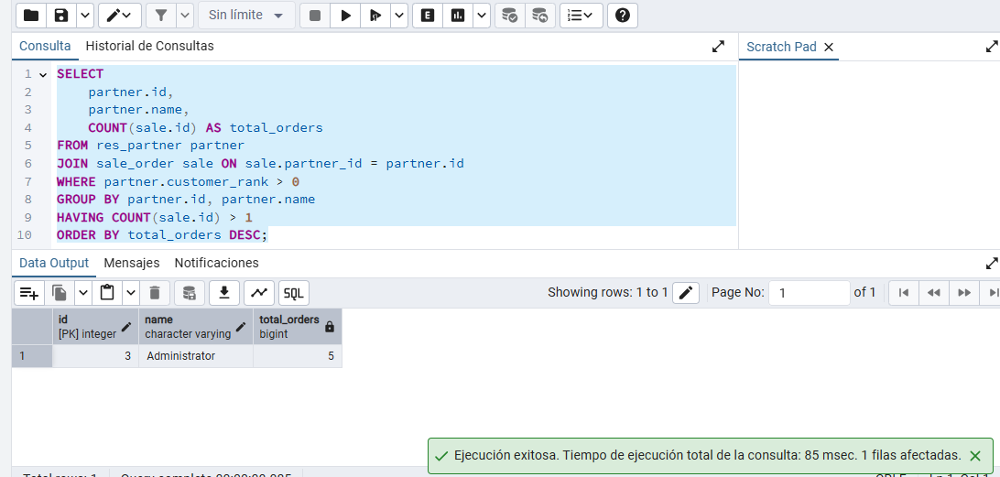 Sin límite
Consulta Historial de Consultas
Scratch Pad
1 SELECT
2 partner.id,
3 partner.name,
4 COUNT(sale.id) AS total_orders
5 FROM res_partner partner
6 JOIN sale_order sale ON sale.partner_id = partner.id
7 WHERE partner.customer_rank > 0
8 GROUP BY partner.id, partner.name
9 HAVING COUNT(sale.id) > 1
10 ORDER BY total_orders DESC;
Data Output Mensajes Notificaciones
SQL Showing rows: 1 to 1 Page No: 1 of 1
id name total_orders
[PK] integer character varying bigint
1 3 Administrator 5
Ejecución exitosa. Tiempo de ejecución total de la consulta: 85 msec. 1 filas afectadas.
Total rows: 1 Query complete